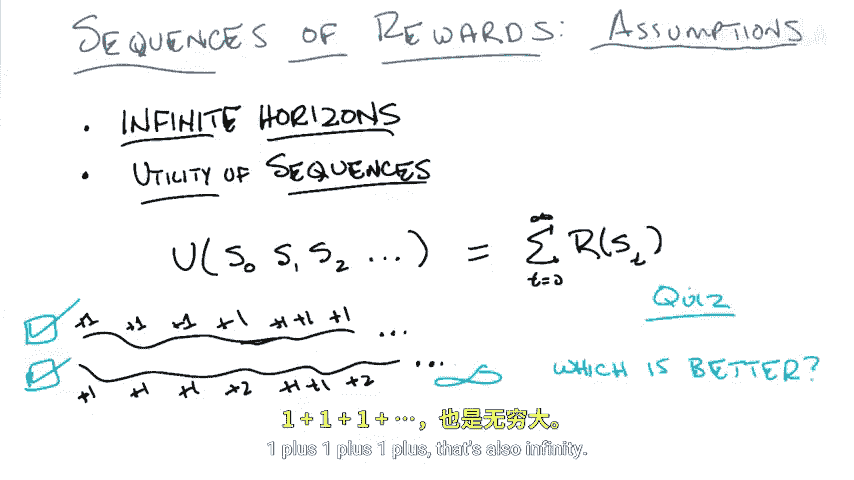 SEQUENCES OF REWARDS: ASSUMPTIONS
• INFINITE HORIZONS
• UTILITY OF SEQUENCES
U(S₀ S₁ S₂ ...) = ∑_{t=0}^{∞} R(S_t)
Quiz
+1 +1 +1 +1 +1 +1 +1 ...
WHICH IS BETTER?
...
+1 +1 +1 +2 +1 +1 +2 ∞
1 + 1 + 1 + …，也是无穷大。
1 plus 1 plus 1 plus, that's also infinity.